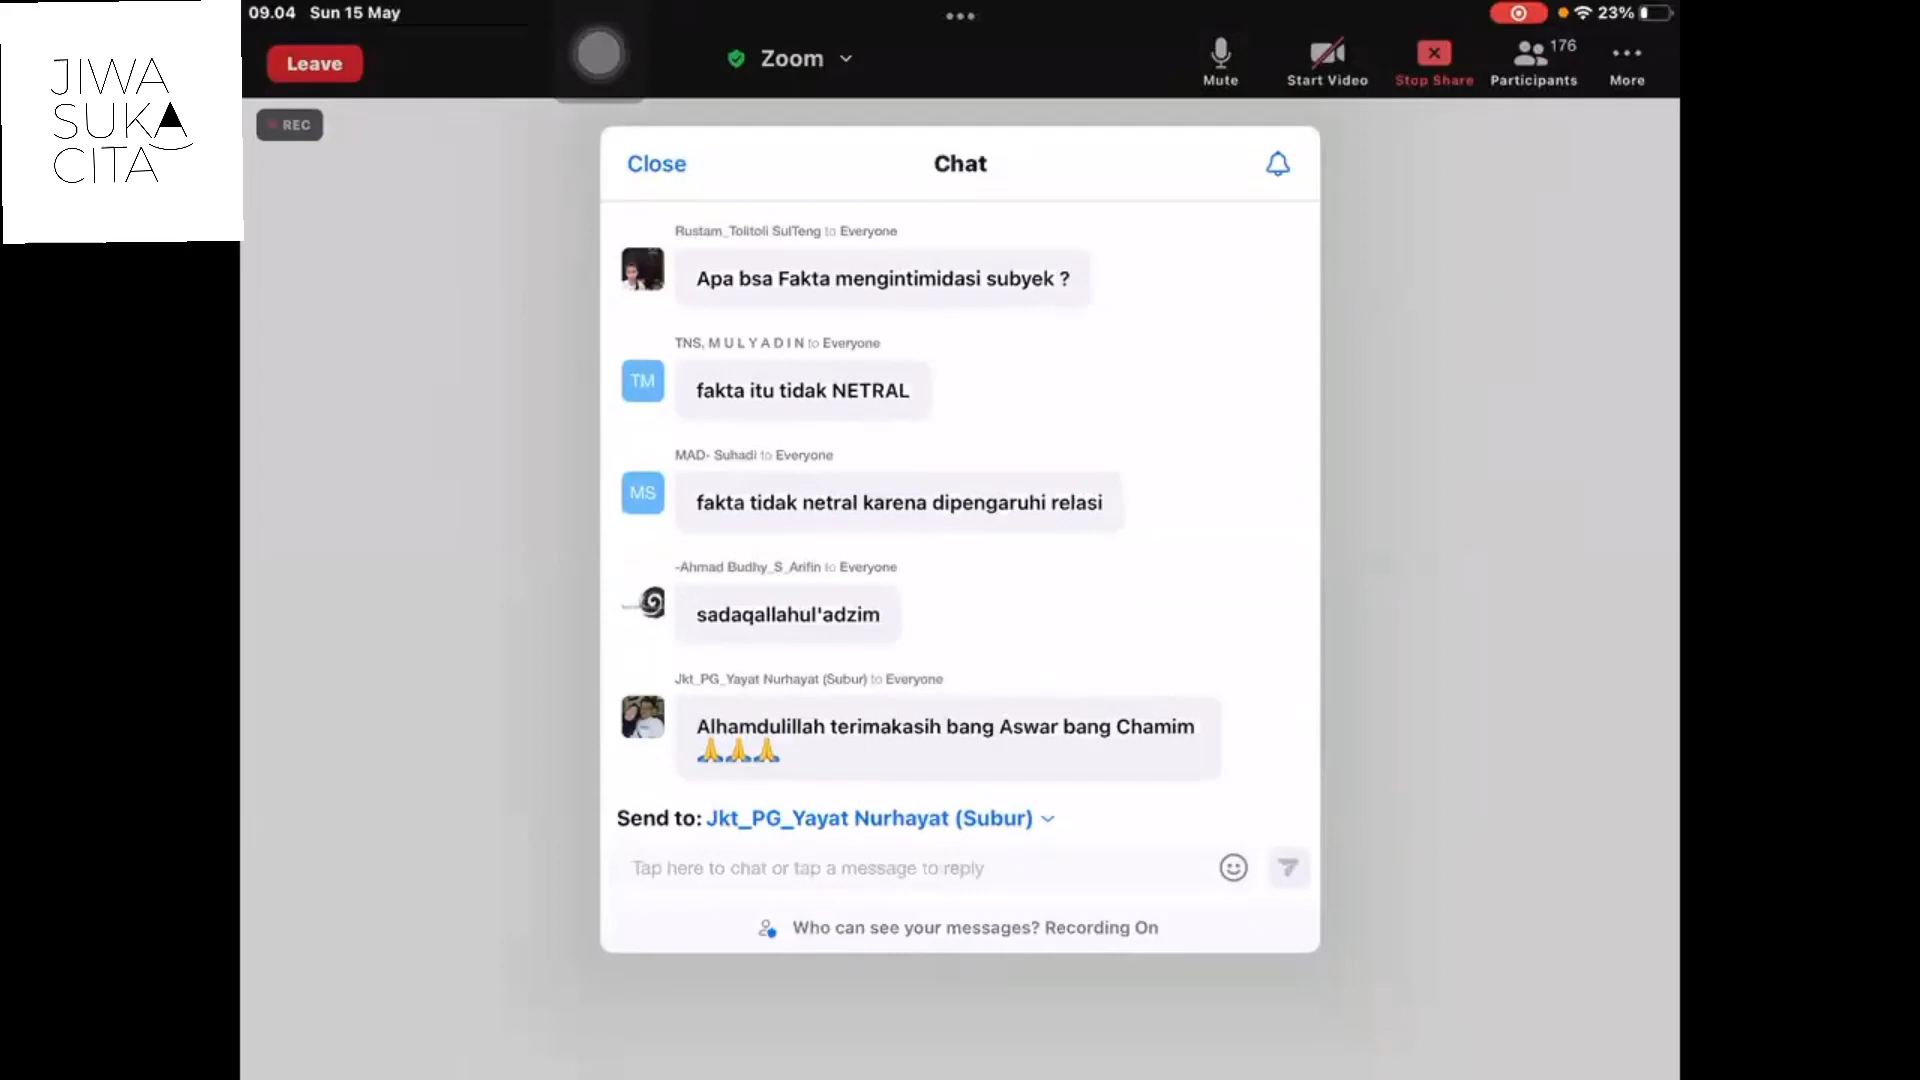 09.04 Sun 15 May
23%
JIWA
SUKA
CITA
Leave
Zoom
Mute
Start Video
Stop Share
176
Participants
More
REC
Close
Chat
Rustam_Tolitoli SulTeng to Everyone
Apa bsa Fakta mengintimidasi subyek ?
TNS, M U L Y A D I N to Everyone
TM
fakta itu tidak NETRAL
MAD- Suhadi to Everyone
MS
fakta tidak netral karena dipengaruhi relasi
-Ahmad Budhy_S_Arifin to Everyone
sadaqallahul'adzim
Jkt_PG_Yayat Nurhayat (Subur) to Everyone
Alhamdulillah terimakasih bang Aswar bang Chamim
🙏🙏🙏
Send to: Jkt_PG_Yayat Nurhayat (Subur)
Tap here to chat or tap a message to reply
Who can see your messages? Recording On